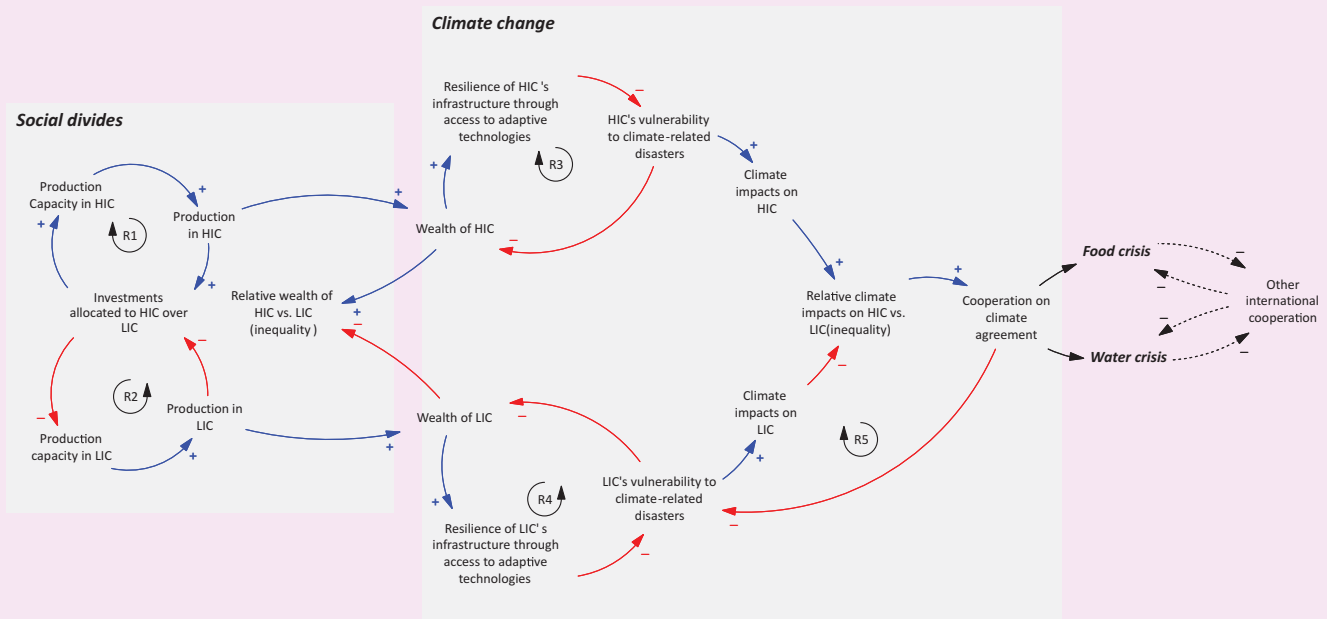 Climate change
Social divides
Production
Capacity in HIC
+
+
R1
Production
in HIC
+
Investments
allocated to HIC over
LIC
–
–
R2
Production in
LIC
Production
capacity in LIC
+
+
+
Relative wealth of
HIC vs. LIC
(inequality )
+
–
Resilience of HIC 's
infrastructure through
access to adaptive
technologies
–
+
R3
HIC's vulnerability
to climate-related
disasters
+
Wealth of HIC
–
Climate
impacts on
HIC
+
Relative climate
impacts on HIC vs.
LIC(inequality)
–
+
Wealth of LIC
–
+
R4
Resilience of LIC' s
infrastructure through
access to adaptive
technologies
–
LIC's vulnerability to
climate-related
disasters
–
+
Climate
impacts on
LIC
R5
Cooperation on
climate
agreement
Food crisis
–
–
–
–
Water crisis
Other
international
cooperation